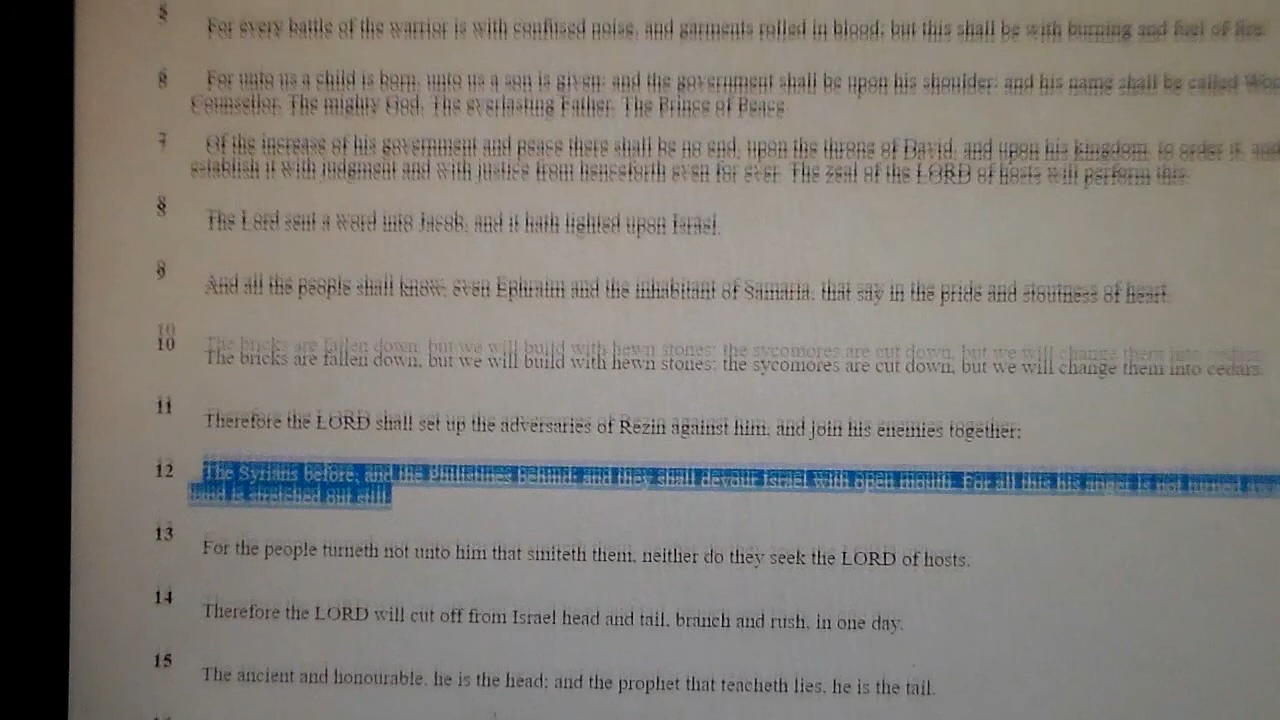 5 For every battle of the warrior is with confused noise, and garments rolled in blood; but this shall be with burning and fuel of fire.
6 For unto us a child is born, unto us a son is given: and the government shall be upon his shoulder: and his name shall be called
Counsellor, The mighty God, The everlasting Father, The Prince of Peace.
7 Of the increase of his government and peace there shall be no end, upon the throne of David, and upon his kingdom, to order it, and
establish it with judgment and with justice from henceforth even for ever. The zeal of the LORD of hosts will perform this.
8 The Lord sent a word into Jacob, and it hath lighted upon Israel.
9 And all the people shall know, even Ephraim and the inhabitant of Samaria, that say in the pride and stoutness of heart,
10 The bricks are fallen down, but we will build with hewn stones: the sycomores are cut down, but we will change them into cedars.
11 Therefore the LORD shall set up the adversaries of Rezin against him, and join his enemies together;
12 The Syrians before, and the Philistines behind; and they shall devour Israel with open mouth. For all this his anger is not turned
hand is stretched out still.
13 For the people turneth not unto him that smiteth them, neither do they seek the LORD of hosts.
14 Therefore the LORD will cut off from Israel head and tail, branch and rush, in one day.
15 The ancient and honourable, he is the head; and the prophet that teacheth lies, he is the tail.